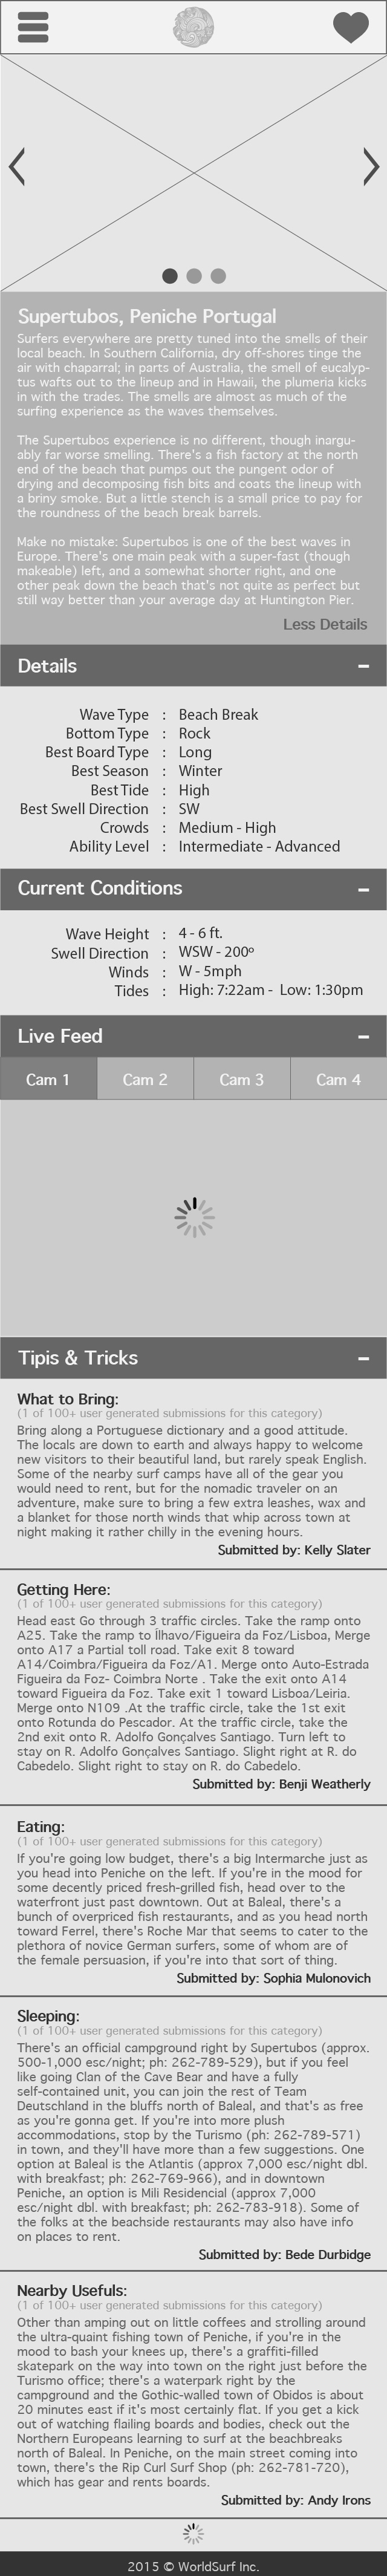 Supertubos, Peniche Portugal
Surfers everywhere are pretty tuned into the smells of their
local beach. In Southern California, dry off-shores tinge the
air with chaparral; in parts of Australia, the smell of eucalyp-
tus wafts out to the lineup and in Hawaii, the plumeria kicks
in with the trades. The smells are almost as much of the
surfing experience as the waves themselves.
The Supertubos experience is no different, though inargu-
ably far worse smelling. There's a fish factory at the north
end of the beach that pumps out the pungent odor of
drying and decomposing fish bits and coats the lineup with
a briny smoke. But a little stench is a small price to pay for
the roundness of the beach break barrels.
Make no mistake: Supertubos is one of the best waves in
Europe. There's one main peak with a super-fast (though
makeable) left, and a somewhat shorter right, and one
other peak down the beach that's not quite as perfect but
still way better than your average day at Huntington Pier.
Less Details
Details
Wave Type : Beach Break
Bottom Type : Rock
Best Board Type : Long
Best Season : Winter
Best Tide : High
Best Swell Direction : SW
Crowds : Medium - High
Ability Level : Intermediate - Advanced
Current Conditions
Wave Height : 4 - 6 ft.
Swell Direction : WSW - 200º
Winds : W - 5mph
Tides : High: 7:22am - Low: 1:30pm
Live Feed
Cam 1 Cam 2 Cam 3 Cam 4
Tipis & Tricks
What to Bring:
(1 of 100+ user generated submissions for this category)
Bring along a Portuguese dictionary and a good attitude.
The locals are down to earth and always happy to welcome
new visitors to their beautiful land, but rarely speak English.
Some of the nearby surf camps have all of the gear you
would need to rent, but for the nomadic traveler on an
adventure, make sure to bring a few extra leashes, wax and
a blanket for those north winds that whip across town at
night making it rather chilly in the evening hours.
Submitted by: Kelly Slater
Getting Here:
(1 of 100+ user generated submissions for this category)
Head east Go through 3 traffic circles. Take the ramp onto
A25. Take the ramp to Ílhavo/Figueira da Foz/Lisboa, Merge
onto A17 a Partial toll road. Take exit 8 toward
A14/Coimbra/Figueira da Foz/A1. Merge onto Auto-Estrada
Figueira da Foz- Coimbra Norte . Take the exit onto A14
toward Figueira da Foz. Take exit 1 toward Lisboa/Leiria.
Merge onto N109 .At the traffic circle, take the 1st exit
onto Rotunda do Pescador. At the traffic circle, take the
2nd exit onto R. Adolfo Gonçalves Santiago. Turn left to
stay on R. Adolfo Gonçalves Santiago. Slight right at R. do
Cabedelo. Slight right to stay on R. do Cabedelo.
Submitted by: Benji Weatherly
Eating:
(1 of 100+ user generated submissions for this category)
If you're going low budget, there's a big Intermarche just as
you head into Peniche on the left. If you're in the mood for
some decently priced fresh-grilled fish, head over to the
waterfront just past downtown. Out at Baleal, there's a
bunch of overpriced fish restaurants, and as you head north
toward Ferrel, there's Roche Mar that seems to cater to the
plethora of novice German surfers, some of whom are of
the female persuasion, if you're into that sort of thing.
Submitted by: Sophia Mulonovich
Sleeping:
(1 of 100+ user generated submissions for this category)
There's an official campground right by Supertubos (approx.
500-1,000 esc/night; ph: 262-789-529), but if you feel
like going Clan of the Cave Bear and have a fully
self-contained unit, you can join the rest of Team
Deutschland in the bluffs north of Baleal, and that's as free
as you're gonna get. If you're into more plush
accommodations, stop by the Turismo (ph: 262-789-571)
in town, and they'll have more than a few suggestions. One
option at Baleal is the Atlantis (approx 7,000 esc/night dbl.
with breakfast; ph: 262-769-966), and in downtown
Peniche, an option is Mili Residencial (approx 7,000
esc/night dbl. with breakfast; ph: 262-783-918). Some of
the folks at the beachside restaurants may also have info
on places to rent.
Submitted by: Bede Durbidge
Nearby Usefuls:
(1 of 100+ user generated submissions for this category)
Other than amping out on little coffees and strolling around
the ultra-quaint fishing town of Peniche, if you're in the
mood to bash your knees up, there's a graffiti-filled
skatepark on the way into town on the right just before the
Turismo office; there's a waterpark right by the
campground and the Gothic-walled town of Obidos is about
20 minutes east if it's most certainly flat. If you get a kick
out of watching flailing boards and bodies, check out the
Northern Europeans learning to surf at the beachbreaks
north of Baleal. In Peniche, on the main street coming into
town, there's the Rip Curl Surf Shop (ph: 262-781-720),
which has gear and rents boards.
Submitted by: Andy Irons
2015 © WorldSurf Inc.